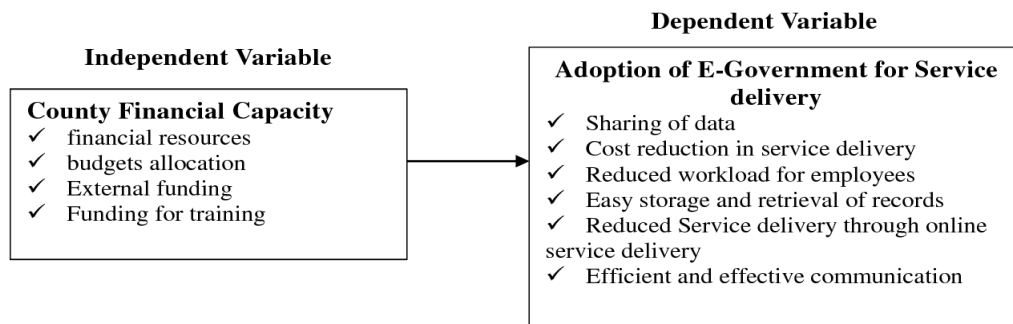 Independent Variable
County Financial Capacity
✓ financial resources
✓ budgets allocation
✓ External funding
✓ Funding for training
Dependent Variable
Adoption of E-Government for Service
delivery
✓ Sharing of data
✓ Cost reduction in service delivery
✓ Reduced workload for employees
✓ Easy storage and retrieval of records
✓ Reduced Service delivery through online
service delivery
✓ Efficient and effective communication